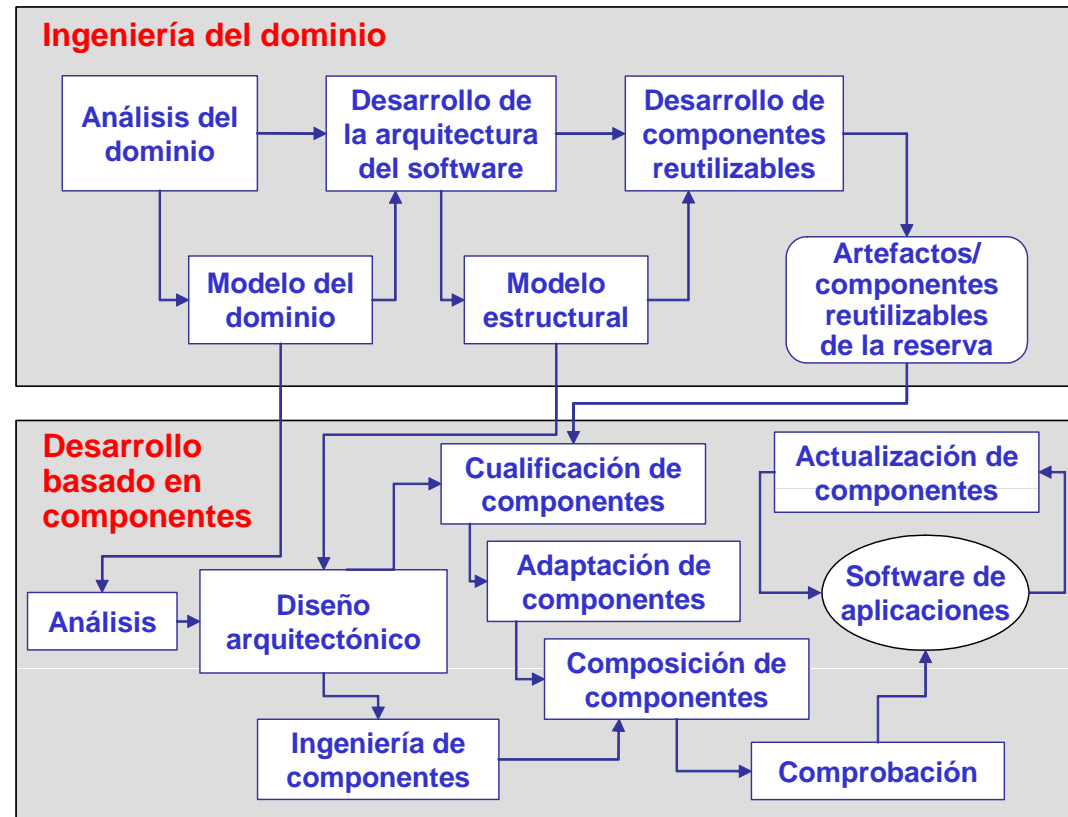 Ingeniería del dominio
Análisis del
dominio
Desarrollo de
la arquitectura
del software
Desarrollo de
componentes
reutilizables
Modelo del
dominio
Modelo
estructural
Artefactos/
componentes
reutilizables
de la reserva
Desarrollo
basado en
componentes
Cualificación de
componentes
Actualización de
componentes
Adaptación de
componentes
Software de
aplicaciones
Análisis
Diseño
arquitectónico
Composición de
componentes
Ingeniería de
componentes
Comprobación